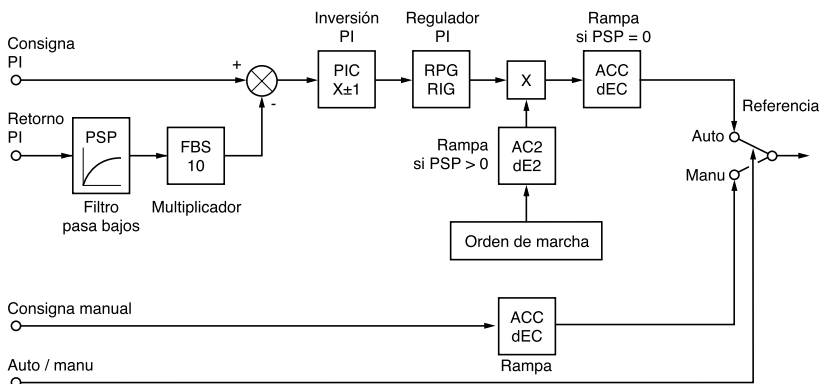 Consigna
PI
+
-
Inversión
PI
PIC
X±1
Regulador
PI
RPG
RIG
X
Rampa
si PSP = 0
ACC
dEC
Referencia
Auto
Manu
Retorno
PI
PSP
Filtro
pasa bajos
FBS
10
Multiplicador
Rampa
si PSP > 0
AC2
dE2
Orden de marcha
Consigna manual
ACC
dEC
Rampa
Auto / manu